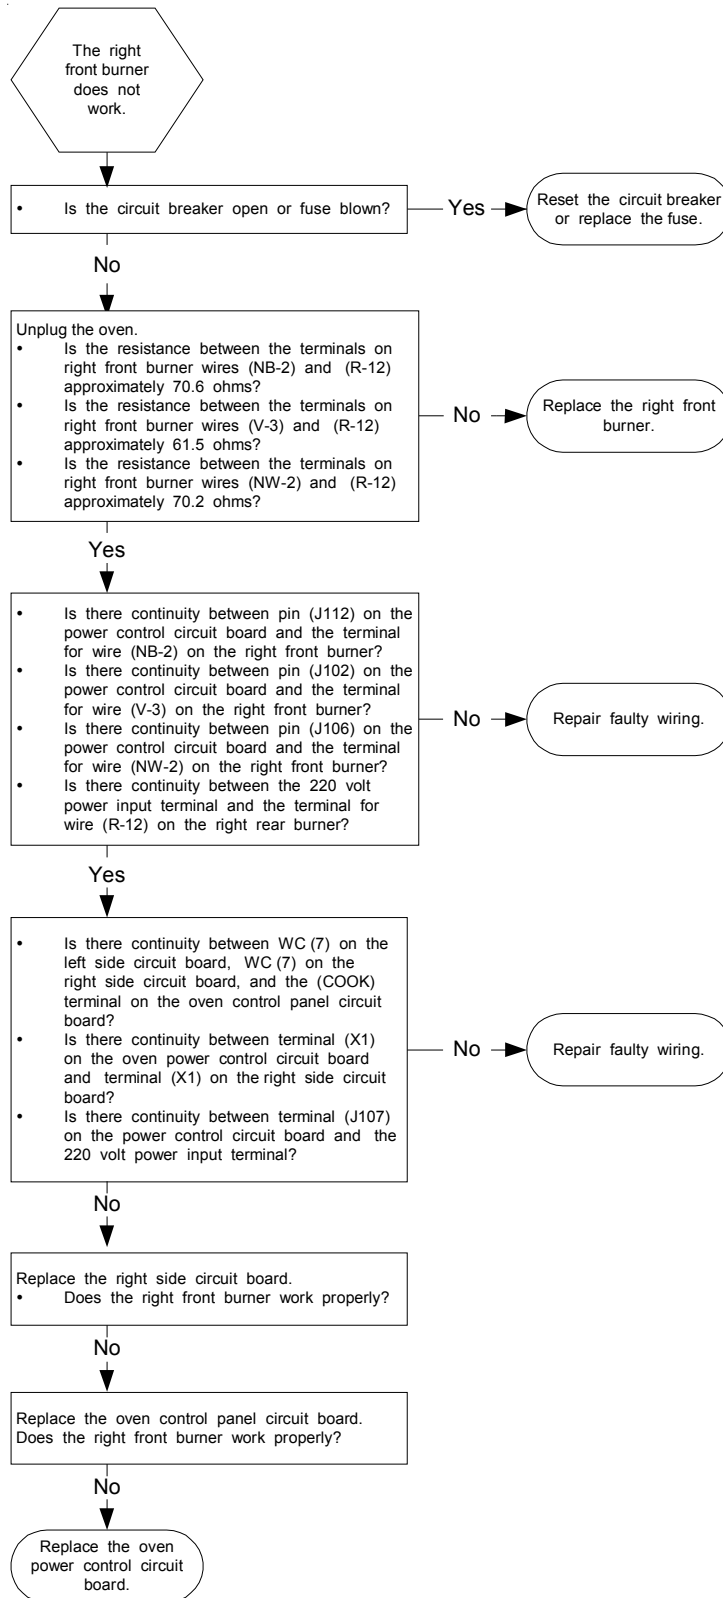 The right
front burner
does not
work.
• Is the circuit breaker open or fuse blown?
Yes
Reset the circuit breaker
or replace the fuse.
No
Unplug the oven.
• Is the resistance between the terminals on
right front burner wires (NB-2) and (R-12)
approximately 70.6 ohms?
• Is the resistance between the terminals on
right front burner wires (V-3) and (R-12)
approximately 61.5 ohms?
• Is the resistance between the terminals on
right front burner wires (NW-2) and (R-12)
approximately 70.2 ohms?
No
Replace the right front
burner.
Yes
• Is there continuity between pin (J112) on the
power control circuit board and the terminal
for wire (NB-2) on the right front burner?
• Is there continuity between pin (J102) on the
power control circuit board and the terminal
for wire (V-3) on the right front burner?
• Is there continuity between pin (J106) on the
power control circuit board and the terminal
for wire (NW-2) on the right front burner?
• Is there continuity between the 220 volt
power input terminal and the terminal for
wire (R-12) on the right rear burner?
No
Repair faulty wiring.
Yes
• Is there continuity between WC (7) on the
left side circuit board, WC (7) on the
right side circuit board, and the (COOK)
terminal on the oven control panel circuit
board?
• Is there continuity between terminal (X1)
on the oven power control circuit board
and terminal (X1) on the right side circuit
board?
• Is there continuity between terminal (J107)
on the power control circuit board and the
220 volt power input terminal?
No
Repair faulty wiring.
No
Replace the right side circuit board.
• Does the right front burner work properly?
No
Replace the oven control panel circuit board.
Does the right front burner work properly?
No
Replace the oven
power control circuit
board.